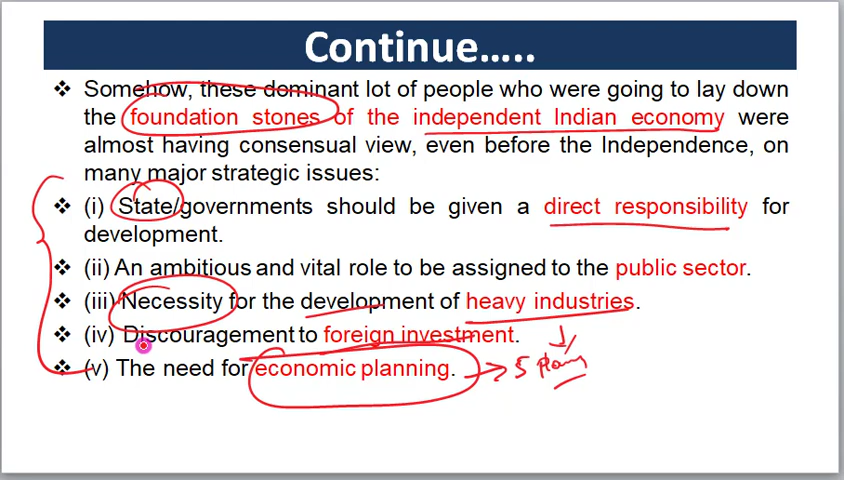 Continue.....
❖ Somehow, these dominant lot of people who were going to lay down
the foundation stones of the independent Indian economy were
almost having consensual view, even before the Independence, on
many major strategic issues:
❖ (i) State/governments should be given a direct responsibility for
development.
❖ (ii) An ambitious and vital role to be assigned to the public sector.
❖ (iii) Necessity for the development of heavy industries.
❖ (iv) Discouragement to foreign investment.
❖ (v) The need for economic planning. → 5 Plans